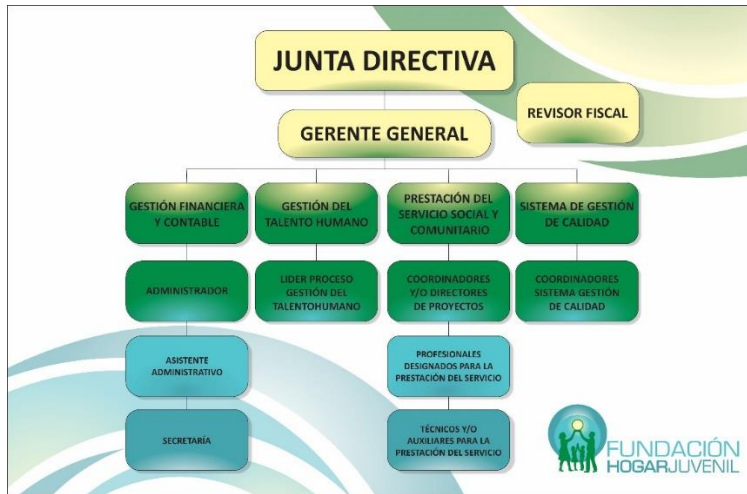 JUNTA DIRECTIVA
REVISOR FISCAL
GERENTE GENERAL
GESTIÓN FINANCIERA
Y CONTABLE
GESTIÓN DEL
TALENTO HUMANO
PRESTACIÓN DEL
SERVICIO SOCIAL Y
COMUNITARIO
SISTEMA DE GESTIÓN
DE CALIDAD
ADMINISTRADOR
LIDER PROCESO
GESTIÓN DEL
TALENTOHUMANO
COORDINADORES
Y/O DIRECTORES
DE PROYECTOS
COORDINADORES
SISTEMA GESTIÓN
DE CALIDAD
ASISTENTE
ADMINISTRATIVO
PROFESIONALES
DESIGNADOS PARA LA
PRESTACIÓN DEL SERVICIO
SECRETARÍA
TÉCNICOS Y/O
AUXILIARES PARA LA
PRESTACIÓN DEL SERVICIO
FUNDACIÓN
HOGARJUVENIL